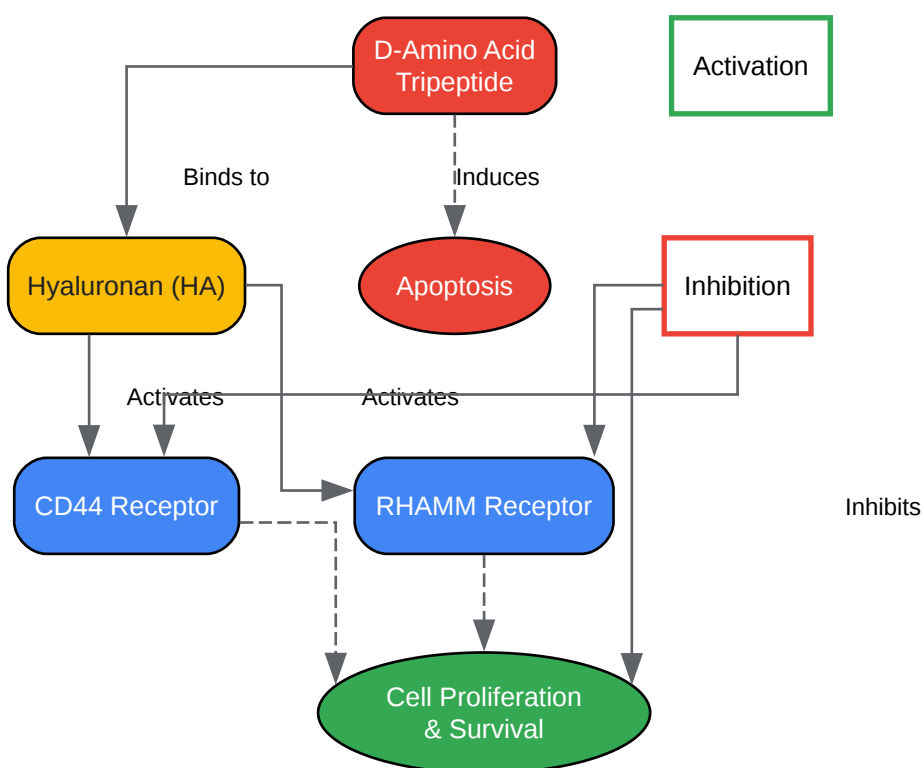 D-Amino Acid
Tripeptide
Activation
Binds to
Induces
Hyaluronan (HA)
Apoptosis
Inhibition
Activates
Activates
CD44 Receptor
RHAMM Receptor
Inhibits
Cell Proliferation
& Survival